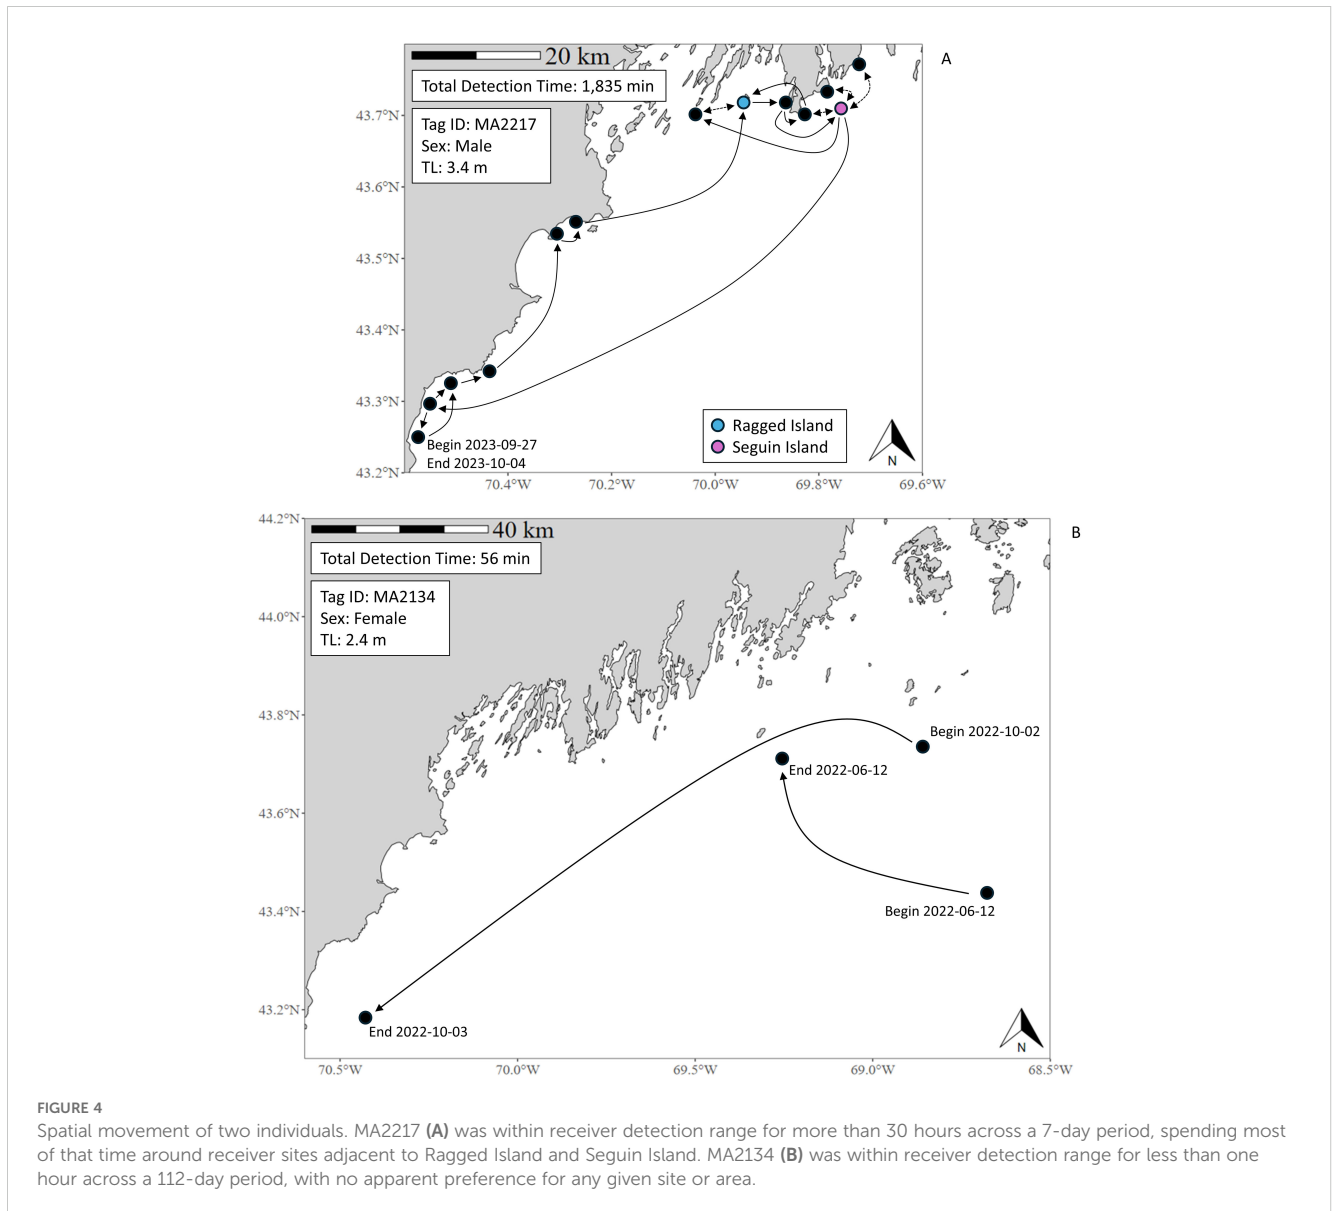 20 km
A
Total Detection Time: 1,835 min
Tag ID: MA2217
Sex: Male
TL: 3.4 m
43.7°N
43.6°N
43.5°N
43.4°N
43.3°N
43.2°N
Begin 2023-09-27
End 2023-10-04
Ragged Island
Seguin Island
N
70.4°W 70.2°W 70.0°W 69.8°W 69.6°W
44.2°N
40 km
B
Total Detection Time: 56 min
Tag ID: MA2134
Sex: Female
TL: 2.4 m
44.0°N
43.8°N
43.6°N
43.4°N
43.2°N
Begin 2022-10-02
End 2022-06-12
Begin 2022-06-12
End 2022-10-03
N
70.5°W 70.0°W 69.5°W 69.0°W 68.5°W
FIGURE 4
Spatial movement of two individuals. MA2217 (A) was within receiver detection range for more than 30 hours across a 7-day period, spending most
of that time around receiver sites adjacent to Ragged Island and Seguin Island. MA2134 (B) was within receiver detection range for less than one
hour across a 112-day period, with no apparent preference for any given site or area.